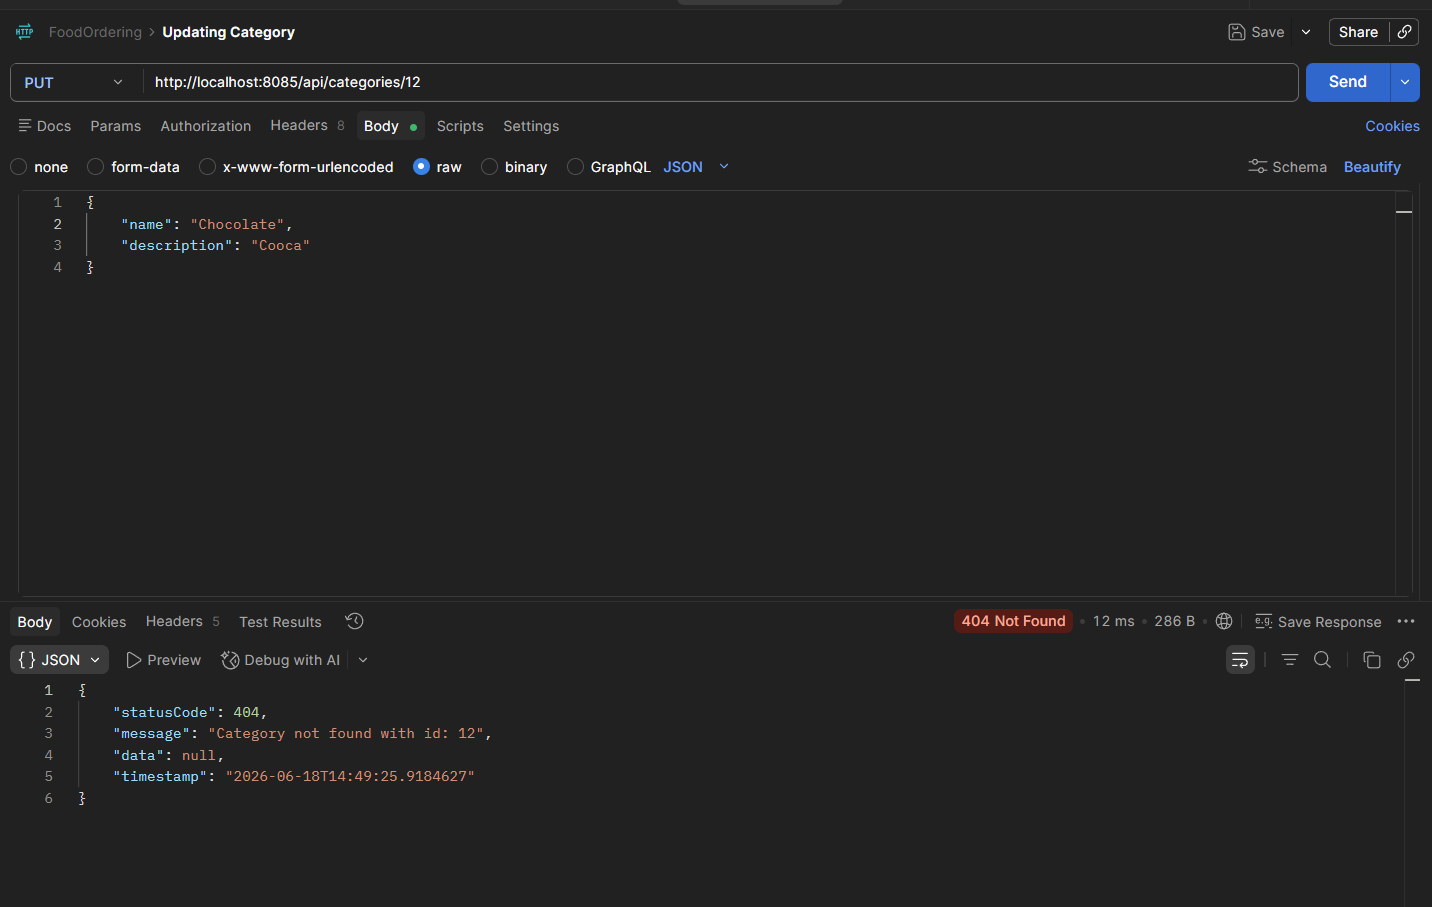 HTTP FoodOrdering > Updating Category Save Share
PUT http://localhost:8085/api/categories/12 Send
Docs Params Authorization Headers 8 Body Scripts Settings Cookies
none form-data x-www-form-urlencoded raw binary GraphQL JSON Schema Beautify
1 {
2 "name": "Chocolate",
3 "description": "Cooca"
4 }
Body Cookies Headers 5 Test Results 404 Not Found • 12 ms • 286 B • e.g. Save Response
{} JSON Preview Debug with AI
1 {
2 "statusCode": 404,
3 "message": "Category not found with id: 12",
4 "data": null,
5 "timestamp": "2026-06-18T14:49:25.9184627"
6 }